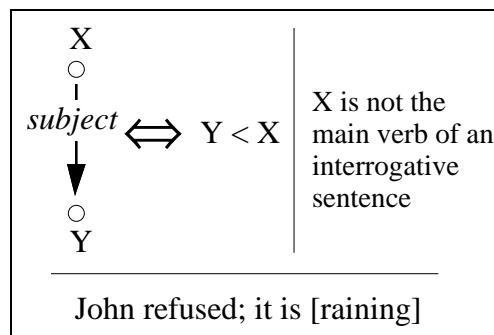 X
subject
Y
⇔ Y < X
X is not the
main verb of an
interrogative
sentence
John refused; it is [raining]